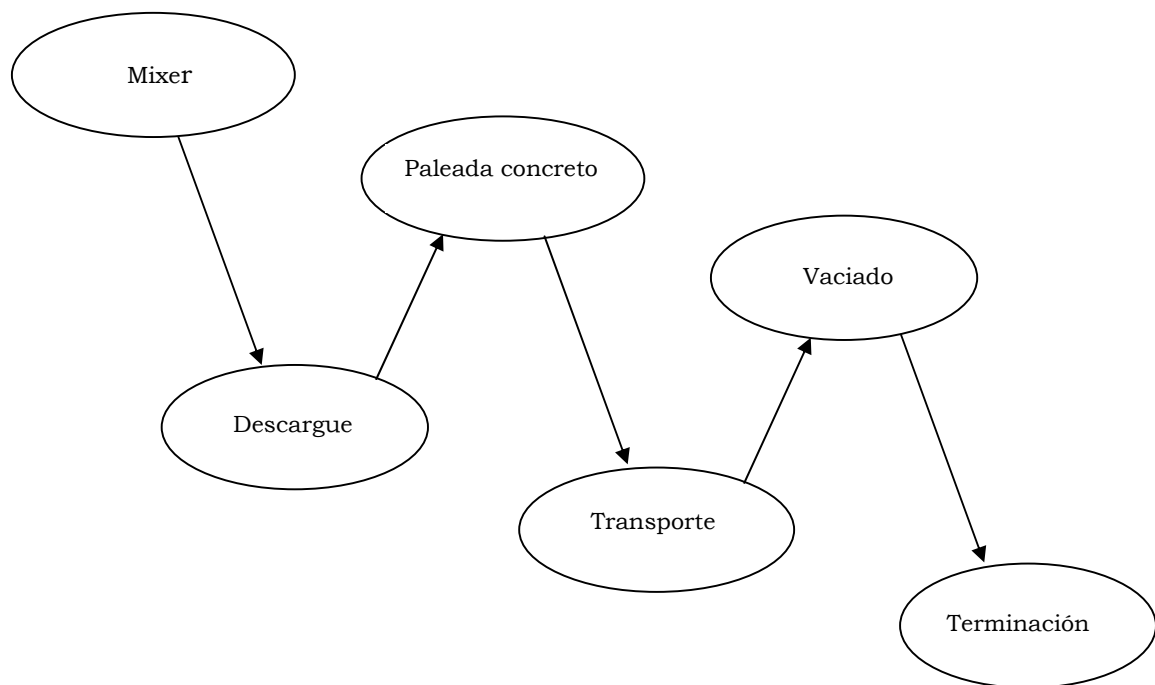 Mixer
Paleada concreto
Vaciado
Descargue
Transporte
Terminación